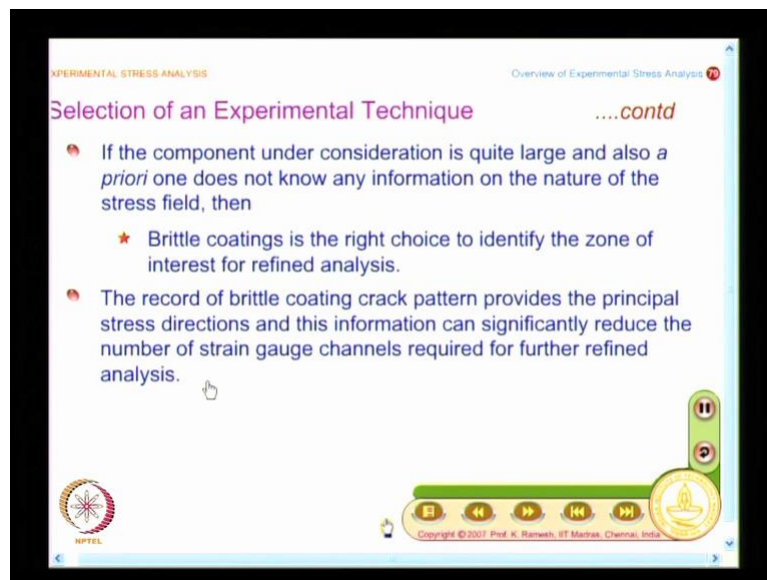 XPERIMENTAL STRESS ANALYSIS
Overview of Experimental Stress Analysis 79
Selection of an Experimental Technique ....contd
If the component under consideration is quite large and also a
priori one does not know any information on the nature of the
stress field, then
Brittle coatings is the right choice to identify the zone of
interest for refined analysis.
The record of brittle coating crack pattern provides the principal
stress directions and this information can significantly reduce the
number of strain gauge channels required for further refined
analysis.
NPTEL
Copyright © 2007 Prof. K. Ramesh, IIT Madras, Chennai, India